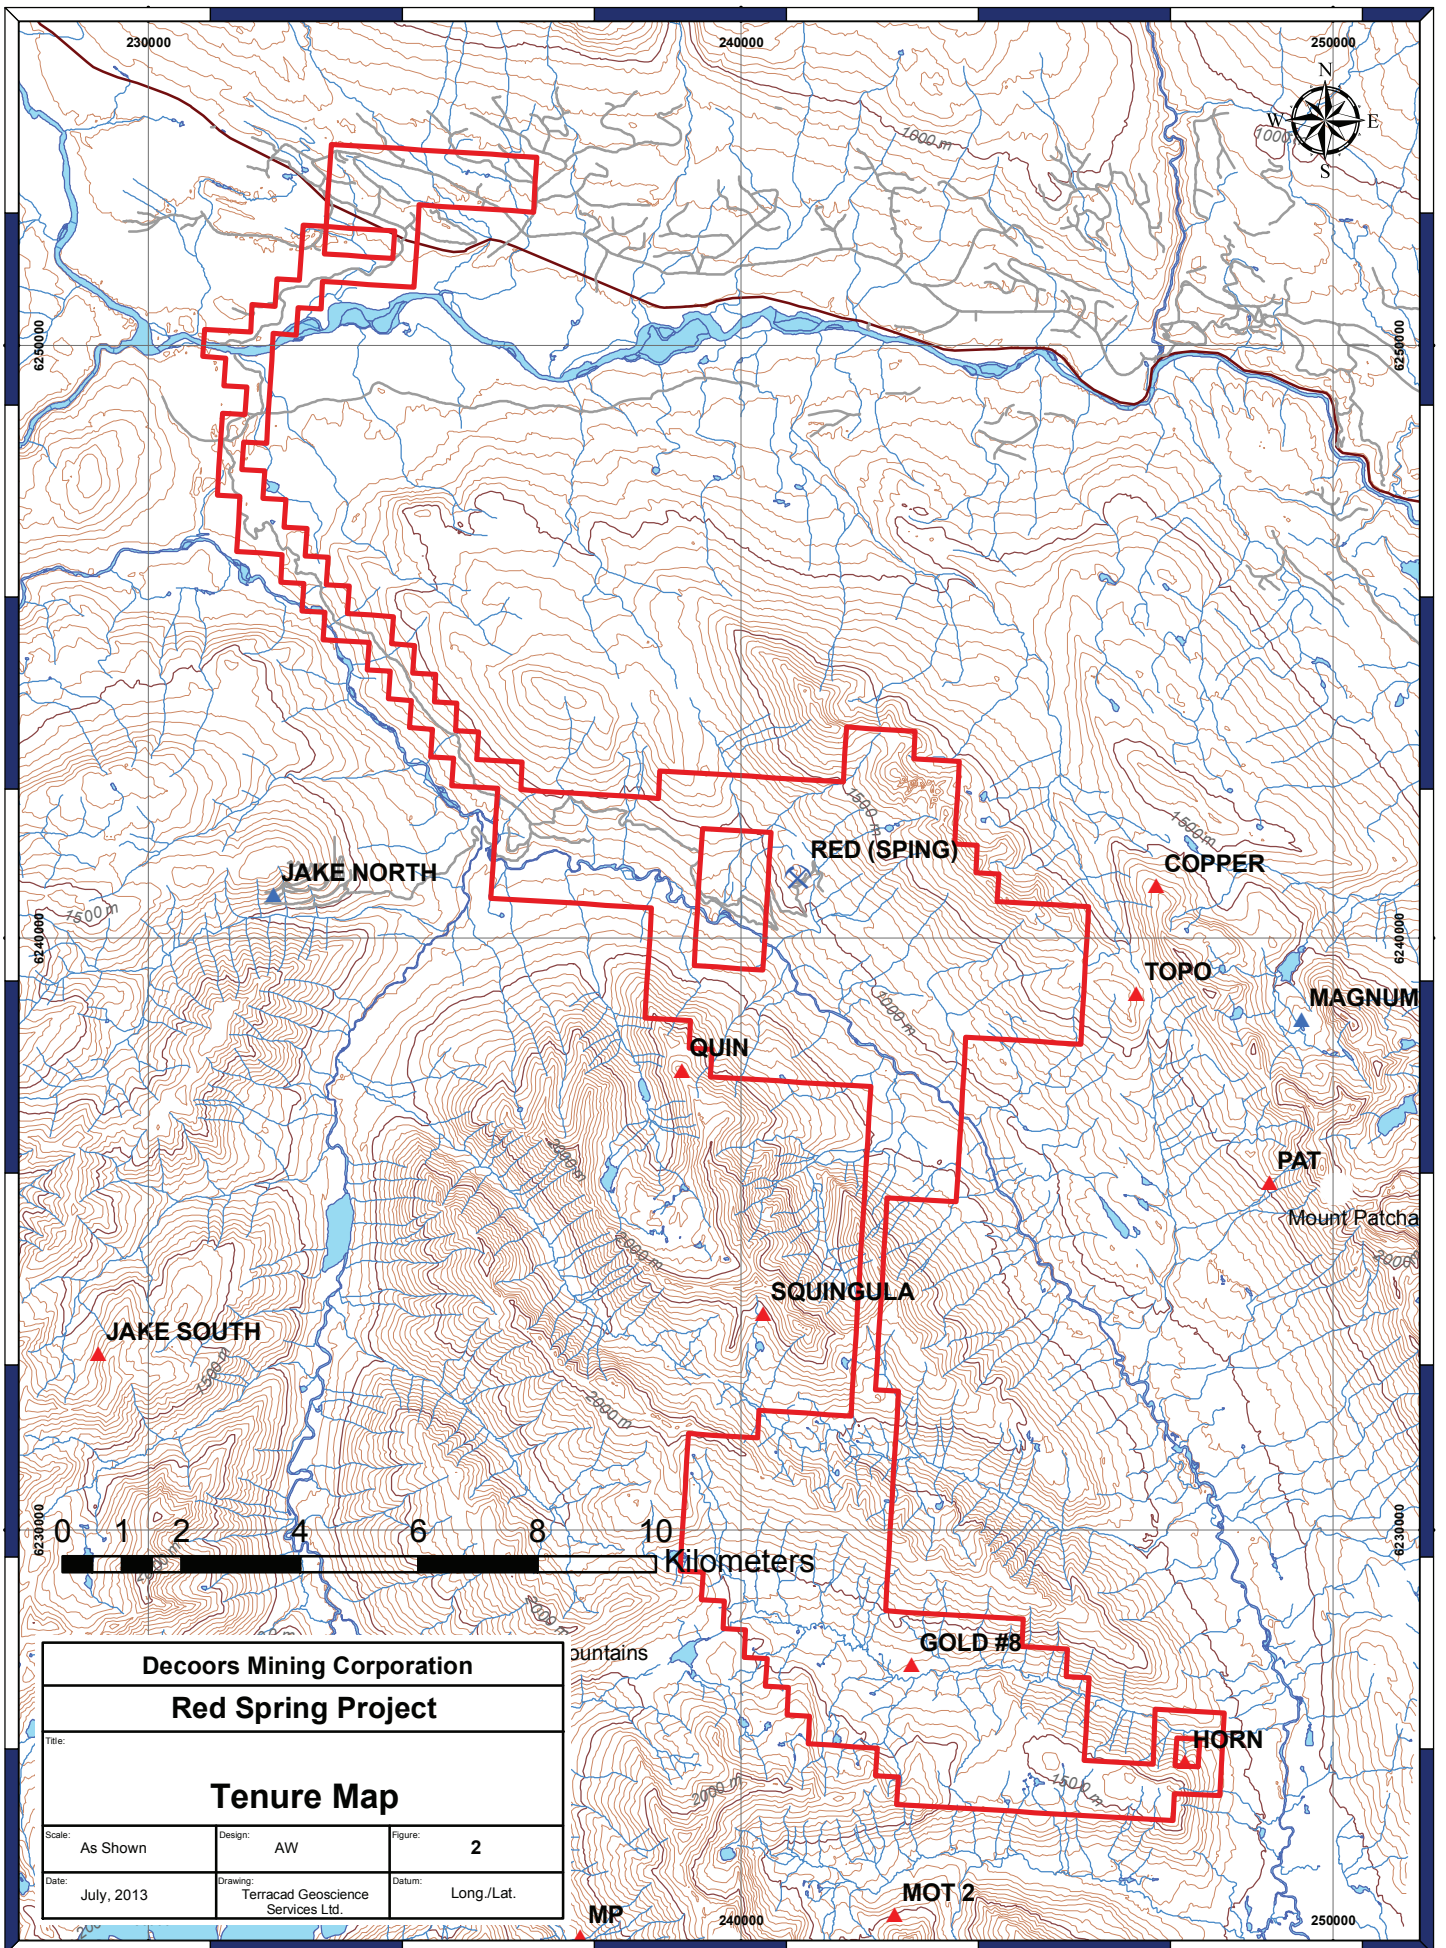 230000
240000
250000
N
W
E
S
1000 m
1000
6250000
6250000
1500 m
RED (SPING)
1500 m
COPPER
JAKE NORTH
1500 m
6240000
6240000
TOPO
1000 m
MAGNUM
QUIN
2000 m
PAT
Mount Patcha
2000 m
2000
SQUINGULA
JAKE SOUTH
1500 m
2000 m
6230000
6230000
0 1 2 4 6 8 10
Kilometers
2000 m
2000 m
GOLD #8
ountains
HORN
1500 m
2000 m
Decoors Mining Corporation
Red Spring Project
Title:
Tenure Map
Scale: As Shown
Design: AW
Figure: 2
Date: July, 2013
Drawing: Terracad Geoscience
Services Ltd.
Datum: Long./Lat.
MOT 2
MP
240000
250000